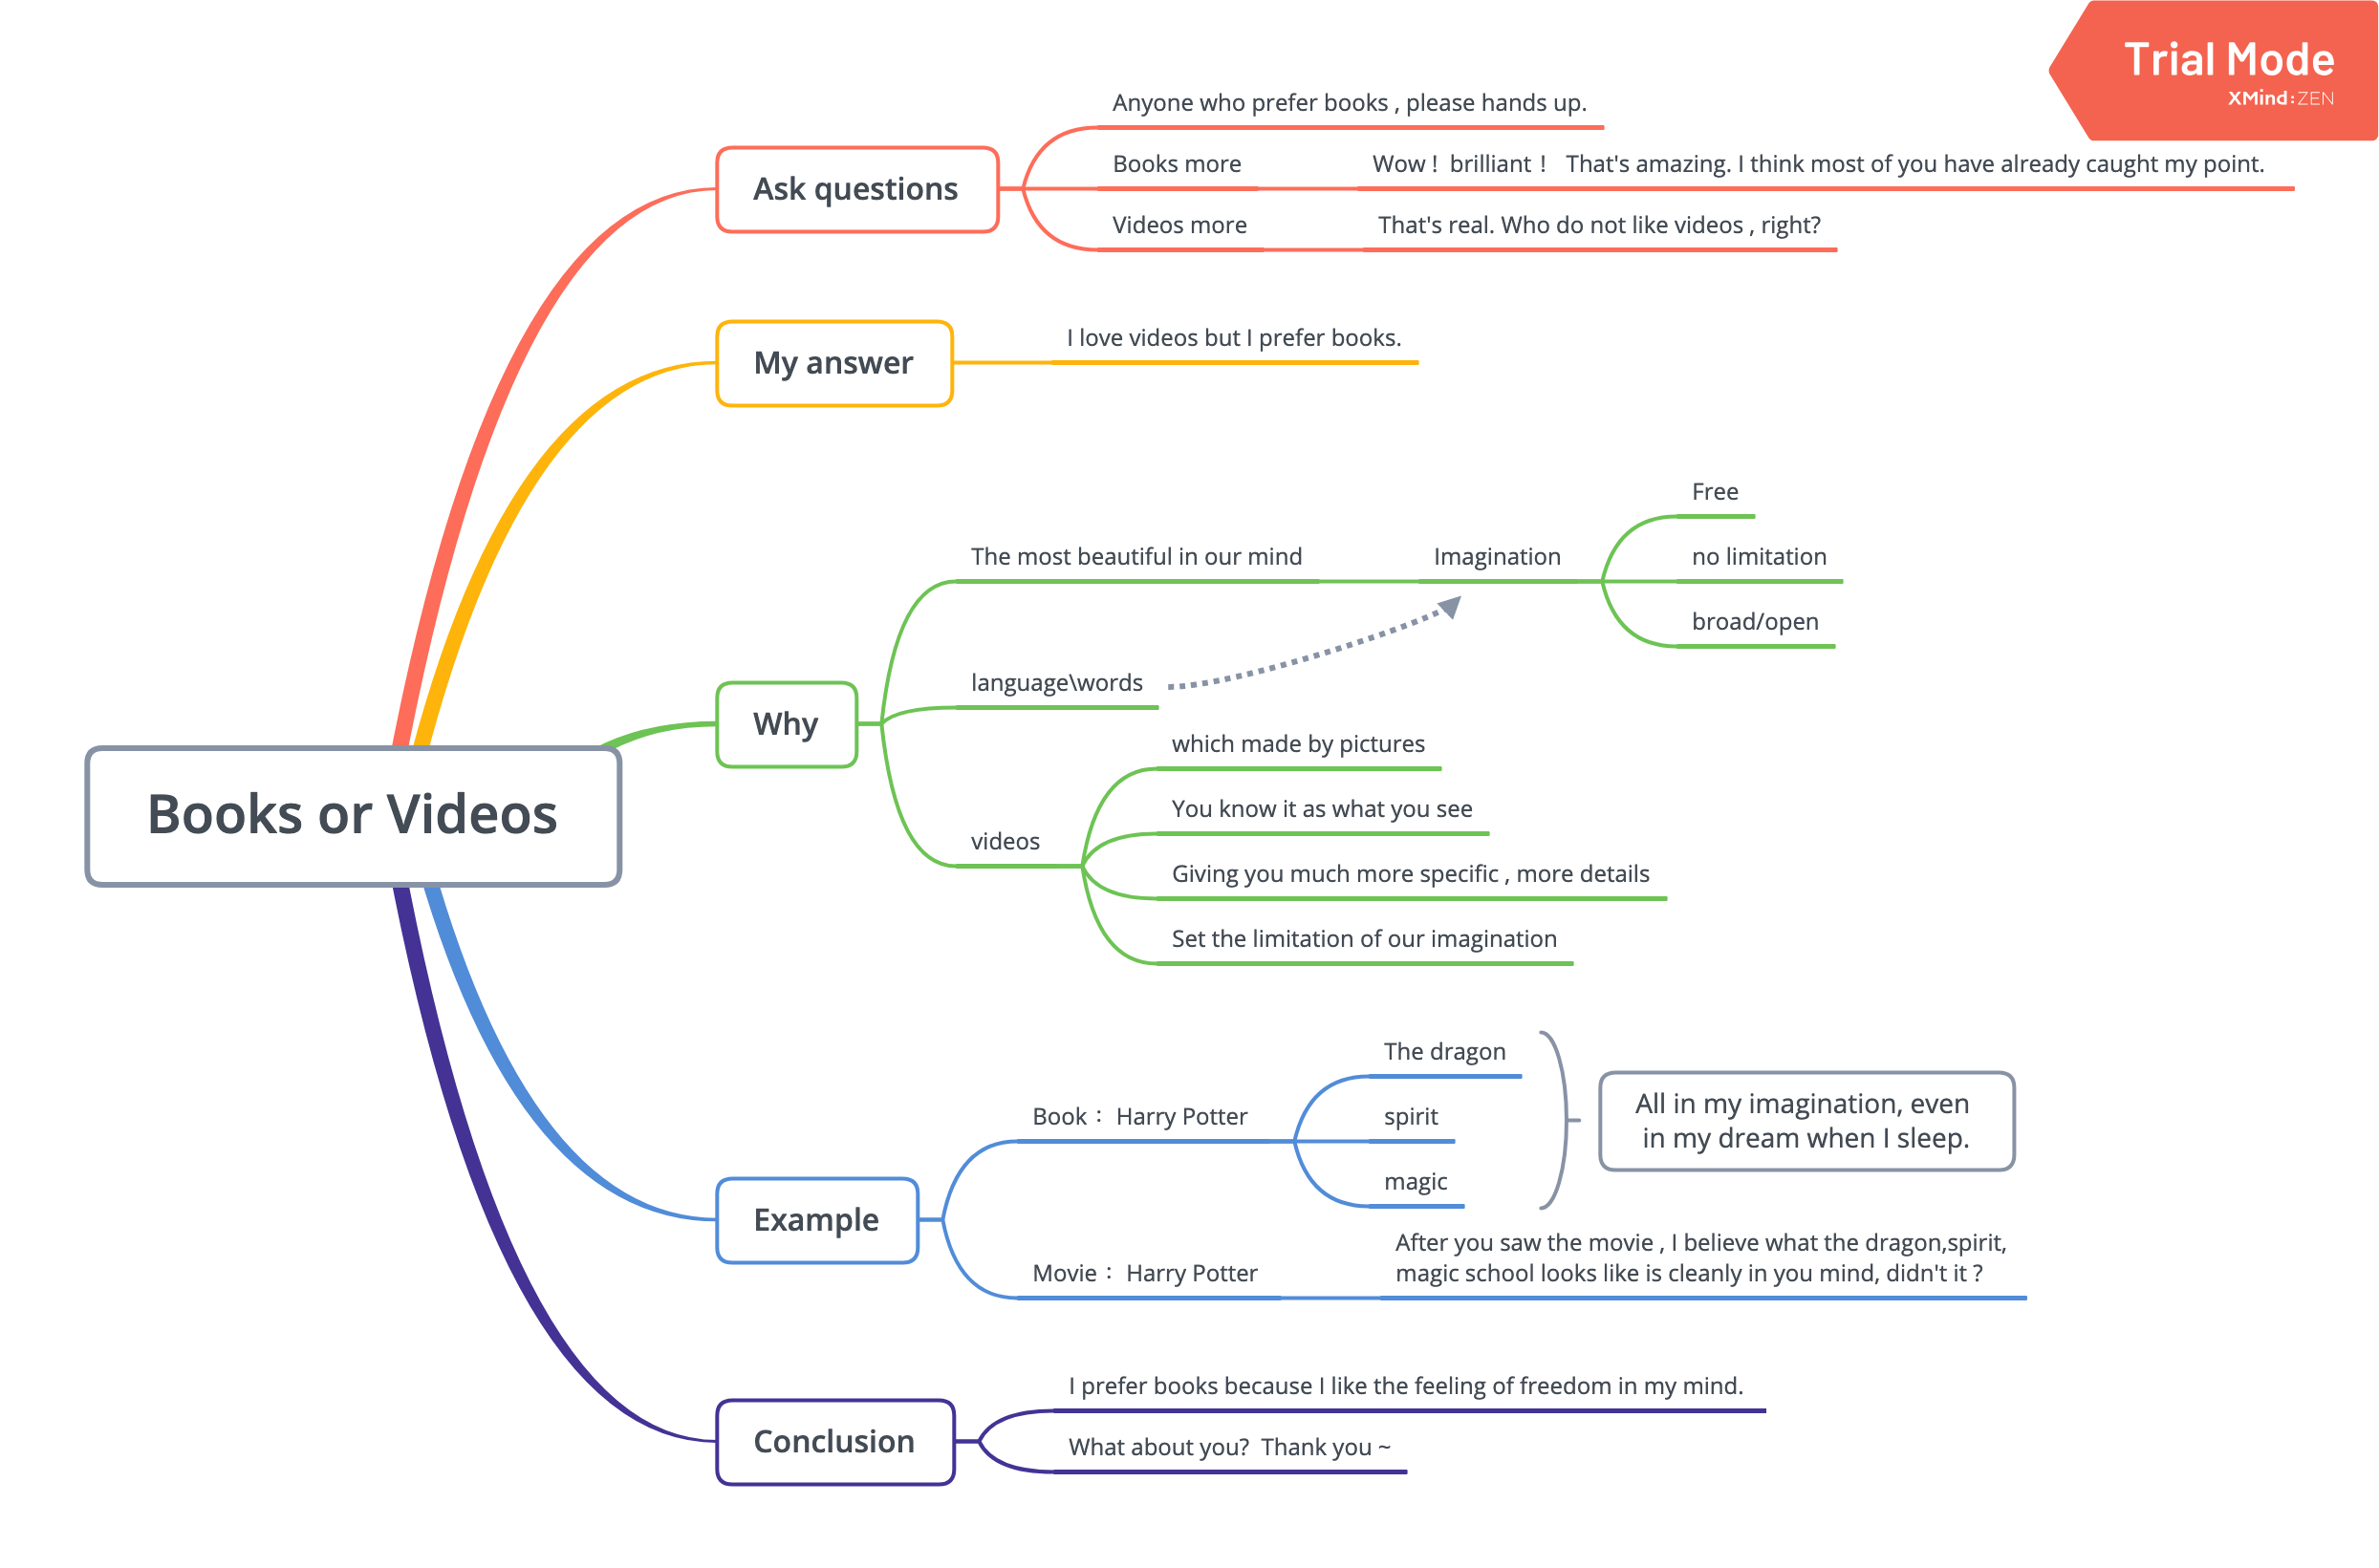 Trial Mode
XMind:ZEN
Books or Videos
Ask questions
Anyone who prefer books , please hands up.
Books more
Wow！ brilliant！ That's amazing. I think most of you have already caught my point.
Videos more
That's real. Who do not like videos , right?
My answer
I love videos but I prefer books.
Why
The most beautiful in our mind
Imagination
Free
no limitation
broad/open
language\words
videos
which made by pictures
You know it as what you see
Giving you much more specific , more details
Set the limitation of our imagination
Example
Book： Harry Potter
The dragon
spirit
magic
All in my imagination, even
in my dream when I sleep.
Movie： Harry Potter
After you saw the movie , I believe what the dragon,spirit,
magic school looks like is cleanly in you mind, didn't it ?
Conclusion
I prefer books because I like the feeling of freedom in my mind.
What about you?  Thank you ~